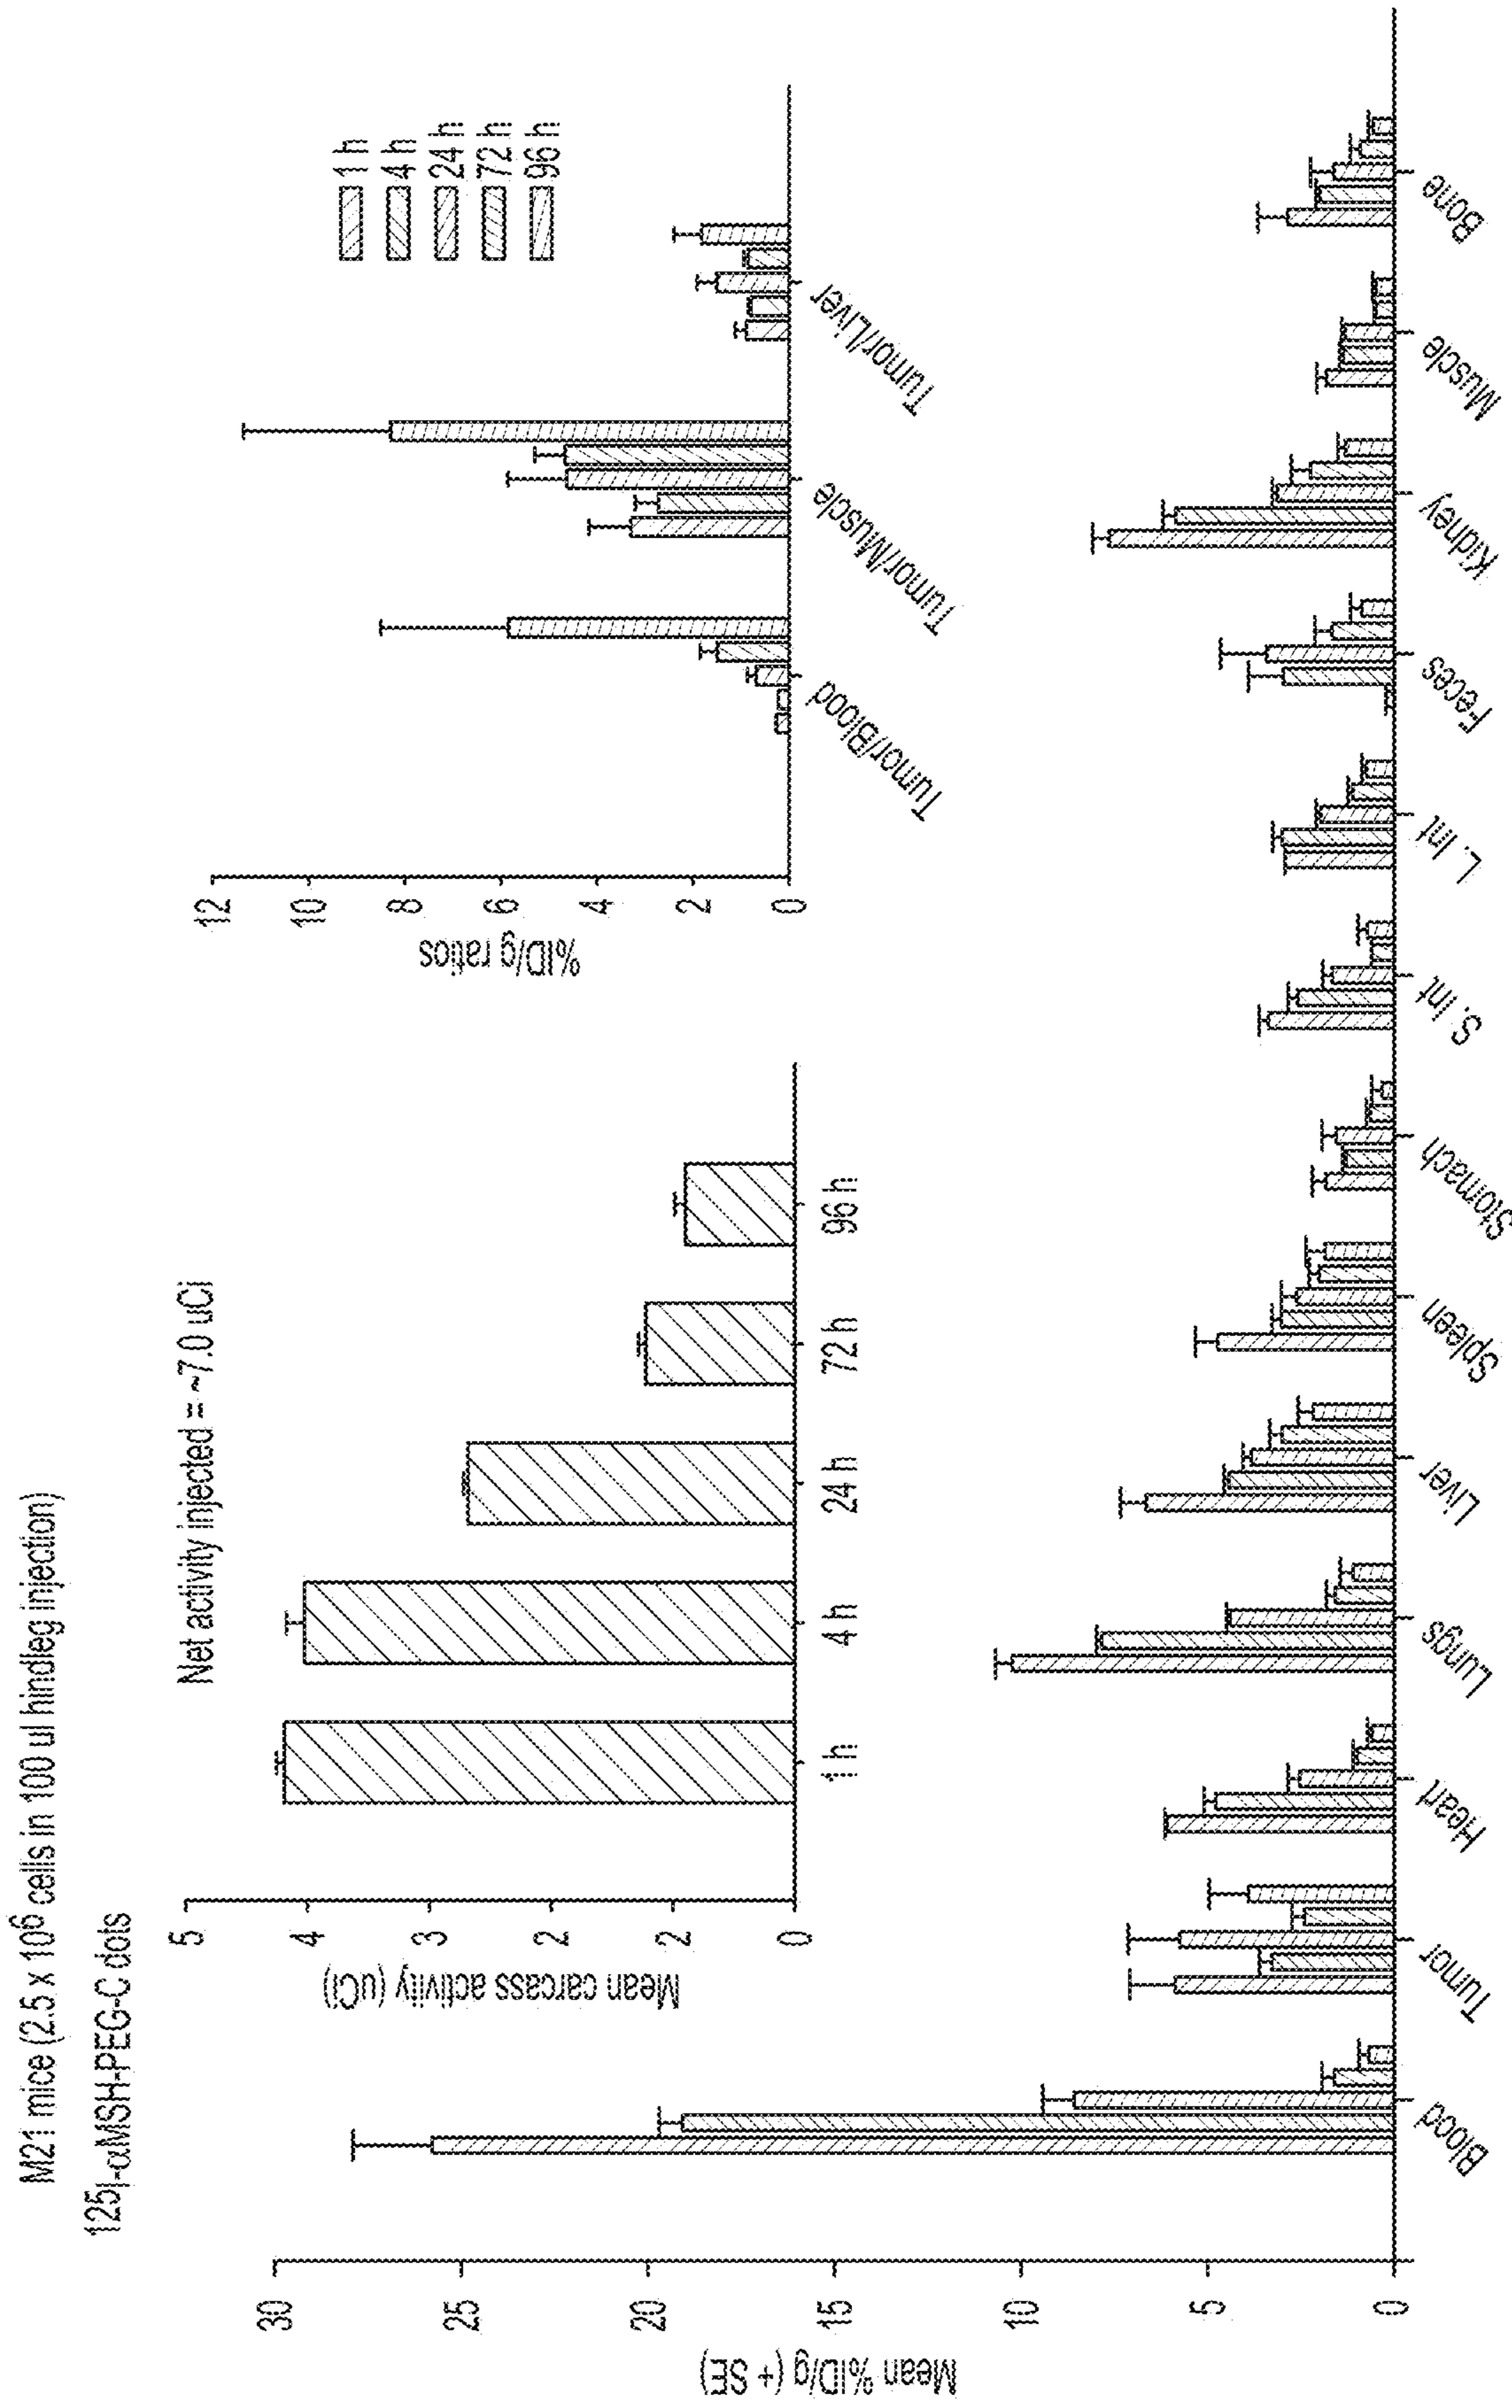 M21 mice (2.5 x 10⁶ cells in 100 ul hindleg injection)
¹²⁵I-αMSH-PEG-C dots
Net activity injected = ~7.0 uCi
Mean carcass activity (uCi)
5
4
3
2
2
0
1 h
4 h
24 h
72 h
96 h
%ID/g ratios
12
10
8
6
4
2
0
Tumor/Blood
Tumor/Muscle
Tumor/Liver
1 h
4 h
24 h
72 h
96 h
Mean %ID/g (+ SE)
30
25
20
15
10
5
0
Blood
Tumor
Heart
Lungs
Liver
Spleen
Stomach
S. Int
L. Int
Feces
Kidney
Muscle
Bone